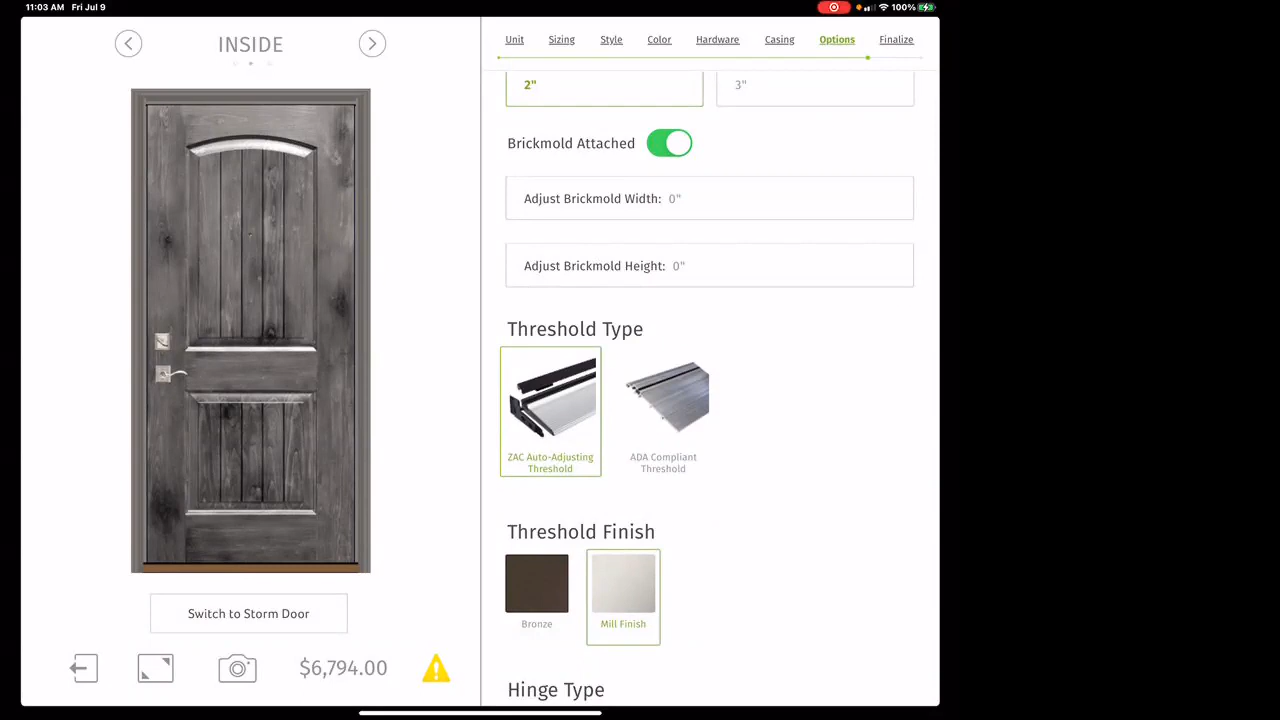 11:03 AM Fri Jul 9
100%
INSIDE
Unit Sizing Style Color Hardware Casing Options Finalize
2" 3"
Brickmold Attached
Adjust Brickmold Width: 0"
Adjust Brickmold Height: 0"
Threshold Type
ZAC Auto-Adjusting
Threshold
ADA Compliant
Threshold
Threshold Finish
Bronze Mill Finish
Switch to Storm Door
$6,794.00
Hinge Type